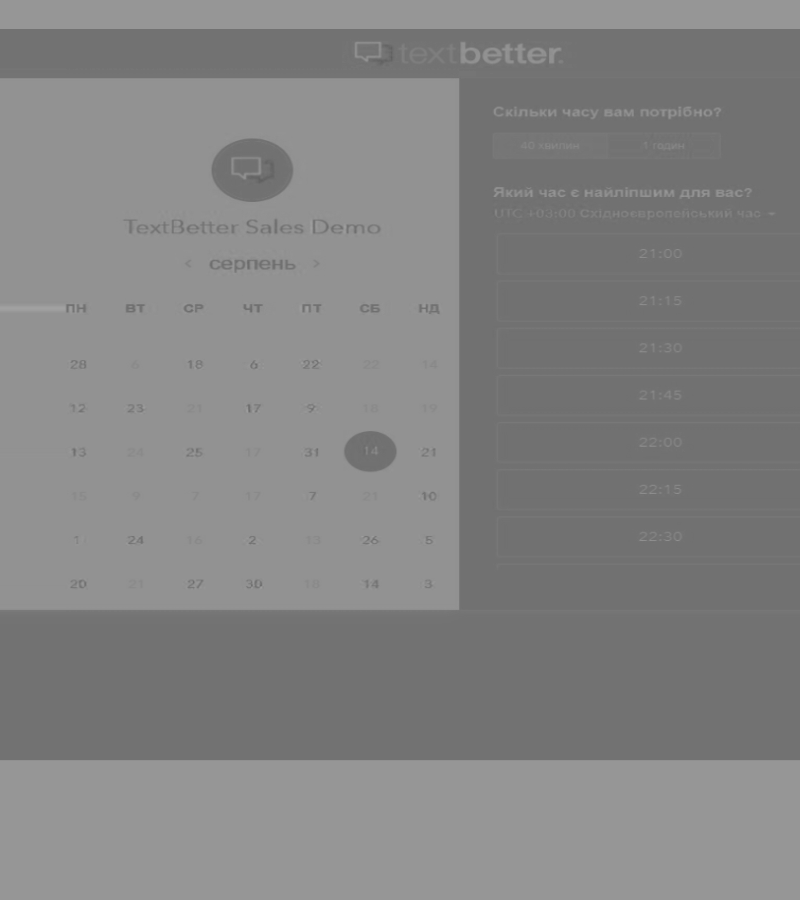 textbetter.
TextBetter Sales Demo
‹ серпень ›
ПН ВТ СР ЧТ ПТ СБ НД
28 6 18 6 22 22 14
12 23 21 17 9 18 19
13 24 25 17 31 14 21
15 9 7 17 7 21 10
1 24 16 2 13 26 5
20 21 27 30 18 14 3
Скільки часу вам потрібно?
40 хвилин 1 годин
Який час є найліпшим для вас?
UTC +03:00 Східноєвропейський час
21:00
21:15
21:30
21:45
22:00
22:15
22:30